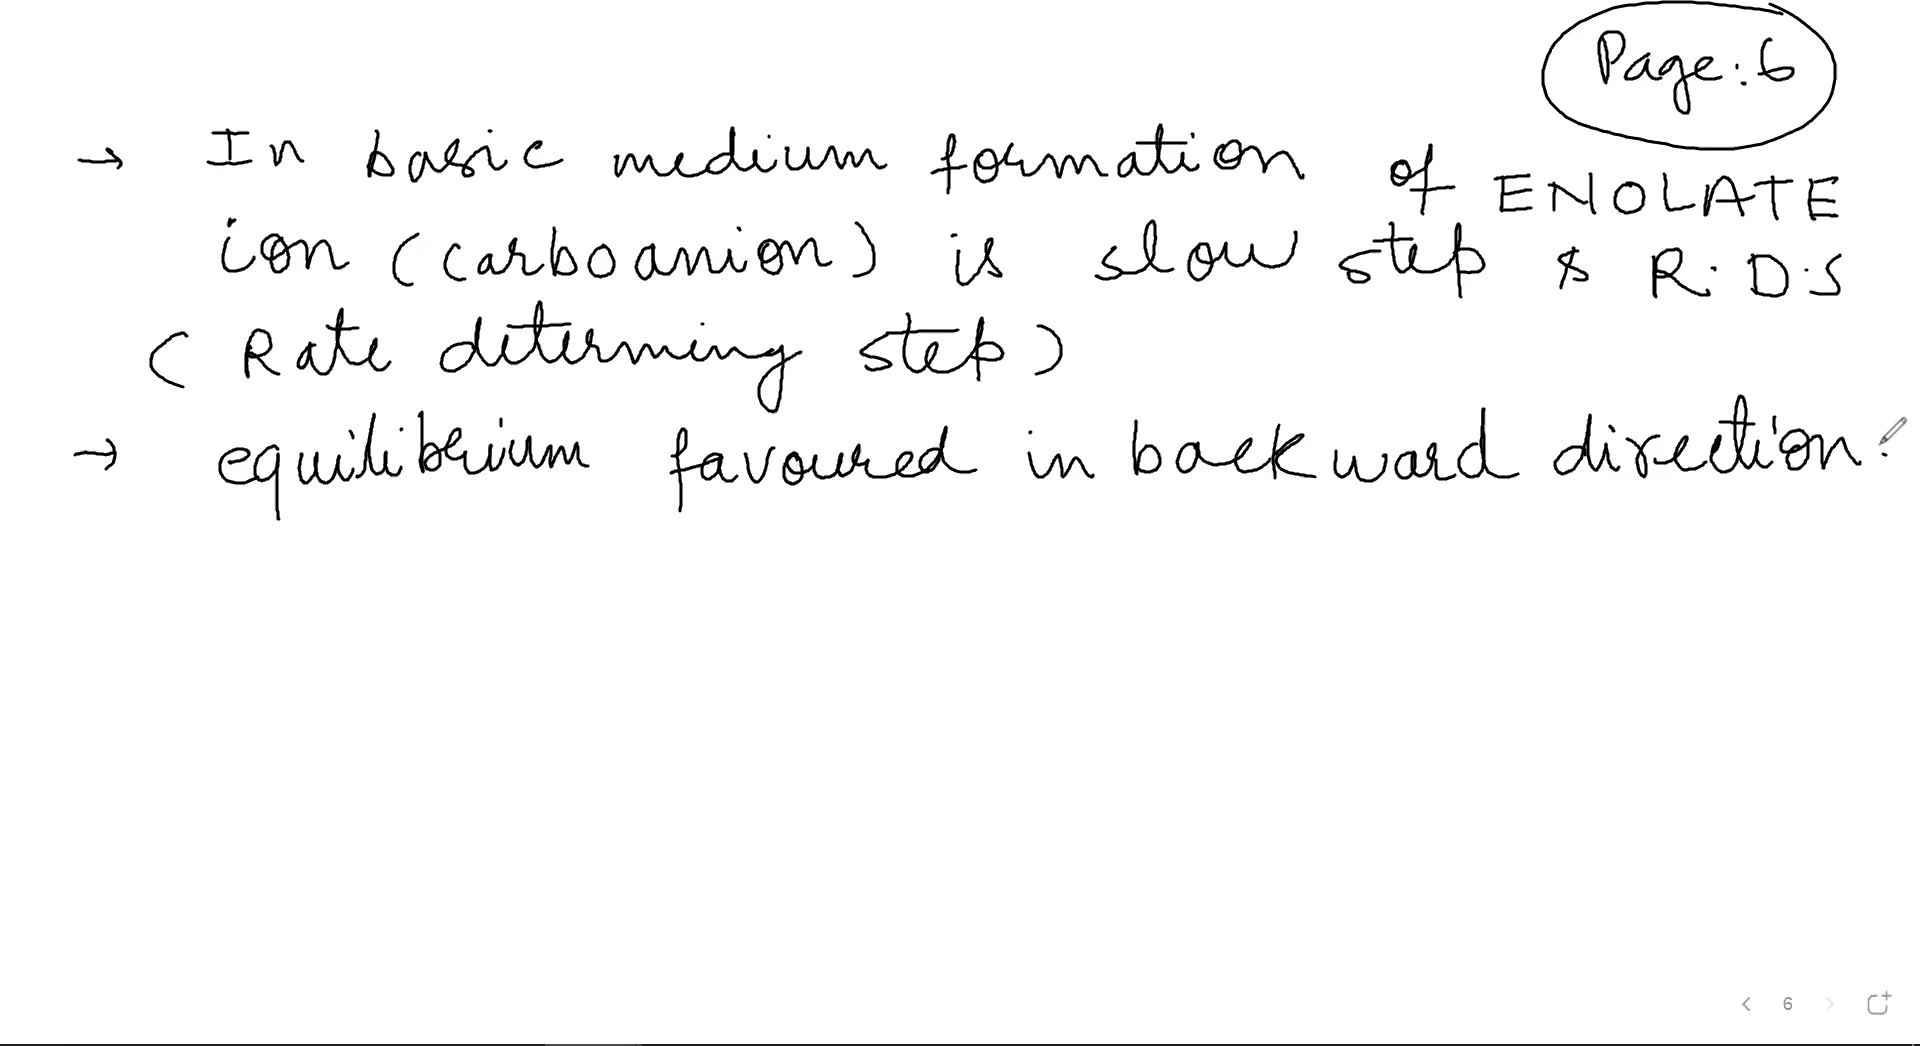 Page: 6
→ In basic medium formation of ENOLATE
ion (carboanion) is slow step & R.D.S
(Rate determing step)
→ equilibrium favoured in backward direction.
6